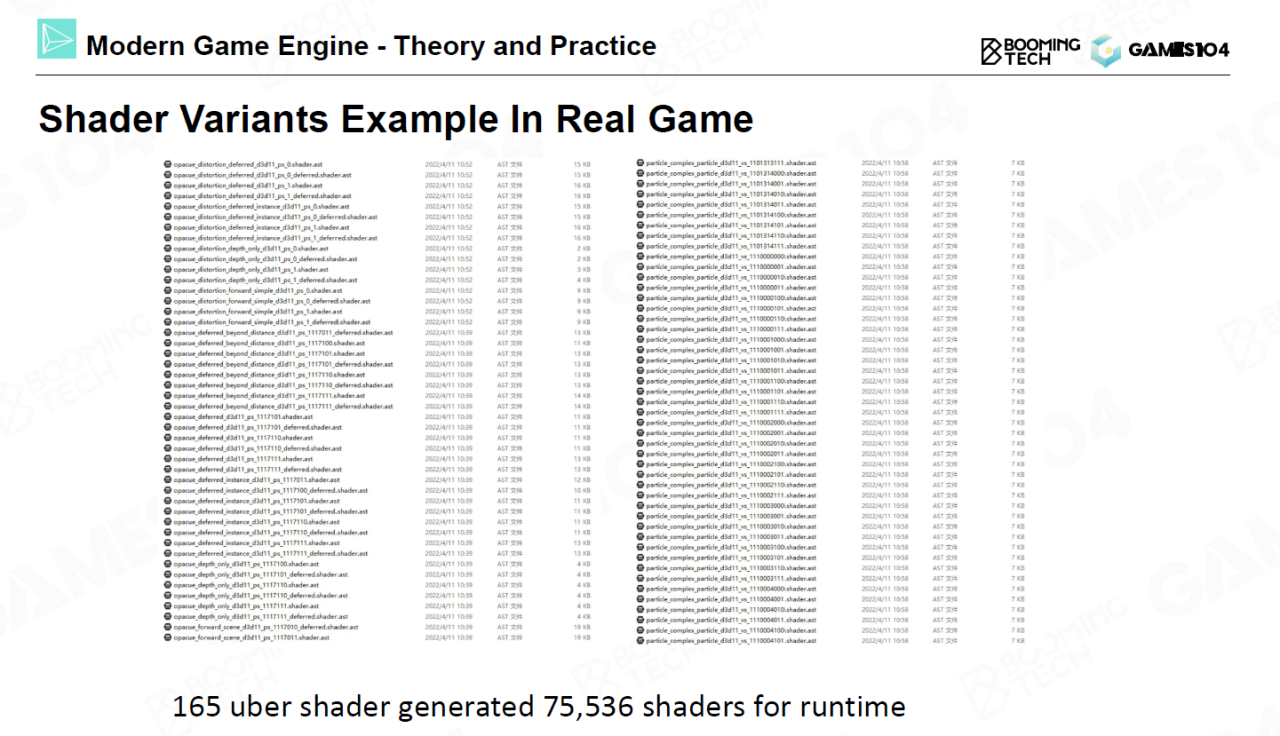 Modern Game Engine - Theory and Practice
BOOMING TECH
GAMES104
Shader Variants Example In Real Game
opaque_distortion_deferred_d3d11_ps_0.shader.ast 2022/4/11 10:52 AST 文件 15 KB
opaque_distortion_deferred_d3d11_ps_0_deferred.shader.ast 2022/4/11 10:52 AST 文件 15 KB
opaque_distortion_deferred_d3d11_ps_1.shader.ast 2022/4/11 10:52 AST 文件 16 KB
opaque_distortion_deferred_d3d11_ps_1_deferred.shader.ast 2022/4/11 10:52 AST 文件 16 KB
opaque_distortion_deferred_instance_d3d11_ps_0.shader.ast 2022/4/11 10:52 AST 文件 15 KB
opaque_distortion_deferred_instance_d3d11_ps_0_deferred.shader.ast 2022/4/11 10:52 AST 文件 15 KB
opaque_distortion_deferred_instance_d3d11_ps_1.shader.ast 2022/4/11 10:52 AST 文件 16 KB
opaque_distortion_deferred_instance_d3d11_ps_1_deferred.shader.ast 2022/4/11 10:52 AST 文件 16 KB
opaque_distortion_depth_only_d3d11_ps_0.shader.ast 2022/4/11 10:52 AST 文件 2 KB
opaque_distortion_depth_only_d3d11_ps_0_deferred.shader.ast 2022/4/11 10:52 AST 文件 2 KB
opaque_distortion_depth_only_d3d11_ps_1.shader.ast 2022/4/11 10:52 AST 文件 3 KB
opaque_distortion_depth_only_d3d11_ps_1_deferred.shader.ast 2022/4/11 10:52 AST 文件 4 KB
opaque_distortion_forward_simple_d3d11_ps_0.shader.ast 2022/4/11 10:52 AST 文件 9 KB
opaque_distortion_forward_simple_d3d11_ps_0_deferred.shader.ast 2022/4/11 10:52 AST 文件 9 KB
opaque_distortion_forward_simple_d3d11_ps_1.shader.ast 2022/4/11 10:52 AST 文件 9 KB
opaque_distortion_forward_simple_d3d11_ps_1_deferred.shader.ast 2022/4/11 10:52 AST 文件 9 KB
opaque_deferred_beyond_distance_d3d11_ps_1117011_deferred.shader.ast 2022/4/11 10:39 AST 文件 13 KB
opaque_deferred_beyond_distance_d3d11_ps_1117100.shader.ast 2022/4/11 10:39 AST 文件 11 KB
opaque_deferred_beyond_distance_d3d11_ps_1117101.shader.ast 2022/4/11 10:39 AST 文件 13 KB
opaque_deferred_beyond_distance_d3d11_ps_1117101_deferred.shader.ast 2022/4/11 10:39 AST 文件 13 KB
opaque_deferred_beyond_distance_d3d11_ps_1117110.shader.ast 2022/4/11 10:39 AST 文件 13 KB
opaque_deferred_beyond_distance_d3d11_ps_1117110_deferred.shader.ast 2022/4/11 10:39 AST 文件 13 KB
opaque_deferred_beyond_distance_d3d11_ps_1117111.shader.ast 2022/4/11 10:39 AST 文件 14 KB
opaque_deferred_beyond_distance_d3d11_ps_1117111_deferred.shader.ast 2022/4/11 10:39 AST 文件 14 KB
opaque_deferred_d3d11_ps_1117101.shader.ast 2022/4/11 10:39 AST 文件 11 KB
opaque_deferred_d3d11_ps_1117101_deferred.shader.ast 2022/4/11 10:39 AST 文件 11 KB
opaque_deferred_d3d11_ps_1117110.shader.ast 2022/4/11 10:39 AST 文件 11 KB
opaque_deferred_d3d11_ps_1117110_deferred.shader.ast 2022/4/11 10:39 AST 文件 11 KB
opaque_deferred_d3d11_ps_1117111.shader.ast 2022/4/11 10:39 AST 文件 13 KB
opaque_deferred_d3d11_ps_1117111_deferred.shader.ast 2022/4/11 10:39 AST 文件 13 KB
opaque_deferred_instance_d3d11_ps_1117011.shader.ast 2022/4/11 10:39 AST 文件 12 KB
opaque_deferred_instance_d3d11_ps_1117100_deferred.shader.ast 2022/4/11 10:39 AST 文件 10 KB
opaque_deferred_instance_d3d11_ps_1117101.shader.ast 2022/4/11 10:39 AST 文件 11 KB
opaque_deferred_instance_d3d11_ps_1117101_deferred.shader.ast 2022/4/11 10:39 AST 文件 11 KB
opaque_deferred_instance_d3d11_ps_1117110.shader.ast 2022/4/11 10:39 AST 文件 11 KB
opaque_deferred_instance_d3d11_ps_1117110_deferred.shader.ast 2022/4/11 10:39 AST 文件 11 KB
opaque_deferred_instance_d3d11_ps_1117111.shader.ast 2022/4/11 10:39 AST 文件 13 KB
opaque_deferred_instance_d3d11_ps_1117111_deferred.shader.ast 2022/4/11 10:39 AST 文件 13 KB
opaque_depth_only_d3d11_ps_1117100.shader.ast 2022/4/11 10:39 AST 文件 4 KB
opaque_depth_only_d3d11_ps_1117101_deferred.shader.ast 2022/4/11 10:39 AST 文件 4 KB
opaque_depth_only_d3d11_ps_1117110.shader.ast 2022/4/11 10:39 AST 文件 4 KB
opaque_depth_only_d3d11_ps_1117110_deferred.shader.ast 2022/4/11 10:39 AST 文件 4 KB
opaque_depth_only_d3d11_ps_1117111.shader.ast 2022/4/11 10:39 AST 文件 4 KB
opaque_depth_only_d3d11_ps_1117111_deferred.shader.ast 2022/4/11 10:39 AST 文件 4 KB
opaque_forward_scene_d3d11_ps_1117010_deferred.shader.ast 2022/4/11 10:39 AST 文件 19 KB
opaque_forward_scene_d3d11_ps_1117011.shader.ast 2022/4/11 10:39 AST 文件 19 KB
particle_complex_particle_d3d11_vs_1101313111.shader.ast 2022/4/11 10:58 AST 文件 7 KB
particle_complex_particle_d3d11_vs_1101314000.shader.ast 2022/4/11 10:58 AST 文件 7 KB
particle_complex_particle_d3d11_vs_1101314001.shader.ast 2022/4/11 10:58 AST 文件 7 KB
particle_complex_particle_d3d11_vs_1101314010.shader.ast 2022/4/11 10:58 AST 文件 7 KB
particle_complex_particle_d3d11_vs_1101314011.shader.ast 2022/4/11 10:58 AST 文件 7 KB
particle_complex_particle_d3d11_vs_1101314100.shader.ast 2022/4/11 10:58 AST 文件 7 KB
particle_complex_particle_d3d11_vs_1101314101.shader.ast 2022/4/11 10:58 AST 文件 7 KB
particle_complex_particle_d3d11_vs_1101314110.shader.ast 2022/4/11 10:58 AST 文件 7 KB
particle_complex_particle_d3d11_vs_1101314111.shader.ast 2022/4/11 10:58 AST 文件 7 KB
particle_complex_particle_d3d11_vs_1110000000.shader.ast 2022/4/11 10:58 AST 文件 7 KB
particle_complex_particle_d3d11_vs_1110000001.shader.ast 2022/4/11 10:58 AST 文件 7 KB
particle_complex_particle_d3d11_vs_1110000010.shader.ast 2022/4/11 10:58 AST 文件 7 KB
particle_complex_particle_d3d11_vs_1110000011.shader.ast 2022/4/11 10:58 AST 文件 7 KB
particle_complex_particle_d3d11_vs_1110000100.shader.ast 2022/4/11 10:58 AST 文件 7 KB
particle_complex_particle_d3d11_vs_1110000101.shader.ast 2022/4/11 10:58 AST 文件 7 KB
particle_complex_particle_d3d11_vs_1110000110.shader.ast 2022/4/11 10:58 AST 文件 7 KB
particle_complex_particle_d3d11_vs_1110000111.shader.ast 2022/4/11 10:58 AST 文件 7 KB
particle_complex_particle_d3d11_vs_1110001000.shader.ast 2022/4/11 10:58 AST 文件 7 KB
particle_complex_particle_d3d11_vs_1110001001.shader.ast 2022/4/11 10:58 AST 文件 7 KB
particle_complex_particle_d3d11_vs_1110001010.shader.ast 2022/4/11 10:58 AST 文件 7 KB
particle_complex_particle_d3d11_vs_1110001011.shader.ast 2022/4/11 10:58 AST 文件 7 KB
particle_complex_particle_d3d11_vs_1110001100.shader.ast 2022/4/11 10:58 AST 文件 7 KB
particle_complex_particle_d3d11_vs_1110001101.shader.ast 2022/4/11 10:58 AST 文件 7 KB
particle_complex_particle_d3d11_vs_1110001110.shader.ast 2022/4/11 10:58 AST 文件 7 KB
particle_complex_particle_d3d11_vs_1110001111.shader.ast 2022/4/11 10:58 AST 文件 7 KB
particle_complex_particle_d3d11_vs_1110002000.shader.ast 2022/4/11 10:58 AST 文件 7 KB
particle_complex_particle_d3d11_vs_1110002001.shader.ast 2022/4/11 10:58 AST 文件 7 KB
particle_complex_particle_d3d11_vs_1110002010.shader.ast 2022/4/11 10:58 AST 文件 7 KB
particle_complex_particle_d3d11_vs_1110002011.shader.ast 2022/4/11 10:58 AST 文件 7 KB
particle_complex_particle_d3d11_vs_1110002100.shader.ast 2022/4/11 10:58 AST 文件 7 KB
particle_complex_particle_d3d11_vs_1110002101.shader.ast 2022/4/11 10:58 AST 文件 7 KB
particle_complex_particle_d3d11_vs_1110002110.shader.ast 2022/4/11 10:58 AST 文件 7 KB
particle_complex_particle_d3d11_vs_1110002111.shader.ast 2022/4/11 10:58 AST 文件 7 KB
particle_complex_particle_d3d11_vs_1110003000.shader.ast 2022/4/11 10:58 AST 文件 7 KB
particle_complex_particle_d3d11_vs_1110003001.shader.ast 2022/4/11 10:58 AST 文件 7 KB
particle_complex_particle_d3d11_vs_1110003010.shader.ast 2022/4/11 10:58 AST 文件 7 KB
particle_complex_particle_d3d11_vs_1110003011.shader.ast 2022/4/11 10:58 AST 文件 7 KB
particle_complex_particle_d3d11_vs_1110003100.shader.ast 2022/4/11 10:58 AST 文件 7 KB
particle_complex_particle_d3d11_vs_1110003101.shader.ast 2022/4/11 10:58 AST 文件 7 KB
particle_complex_particle_d3d11_vs_1110003110.shader.ast 2022/4/11 10:58 AST 文件 7 KB
particle_complex_particle_d3d11_vs_1110003111.shader.ast 2022/4/11 10:58 AST 文件 7 KB
particle_complex_particle_d3d11_vs_1110004000.shader.ast 2022/4/11 10:58 AST 文件 7 KB
particle_complex_particle_d3d11_vs_1110004001.shader.ast 2022/4/11 10:58 AST 文件 7 KB
particle_complex_particle_d3d11_vs_1110004010.shader.ast 2022/4/11 10:58 AST 文件 7 KB
particle_complex_particle_d3d11_vs_1110004011.shader.ast 2022/4/11 10:58 AST 文件 7 KB
particle_complex_particle_d3d11_vs_1110004100.shader.ast 2022/4/11 10:58 AST 文件 7 KB
particle_complex_particle_d3d11_vs_1110004101.shader.ast 2022/4/11 10:58 AST 文件 7 KB
165 uber shader generated 75,536 shaders for runtime